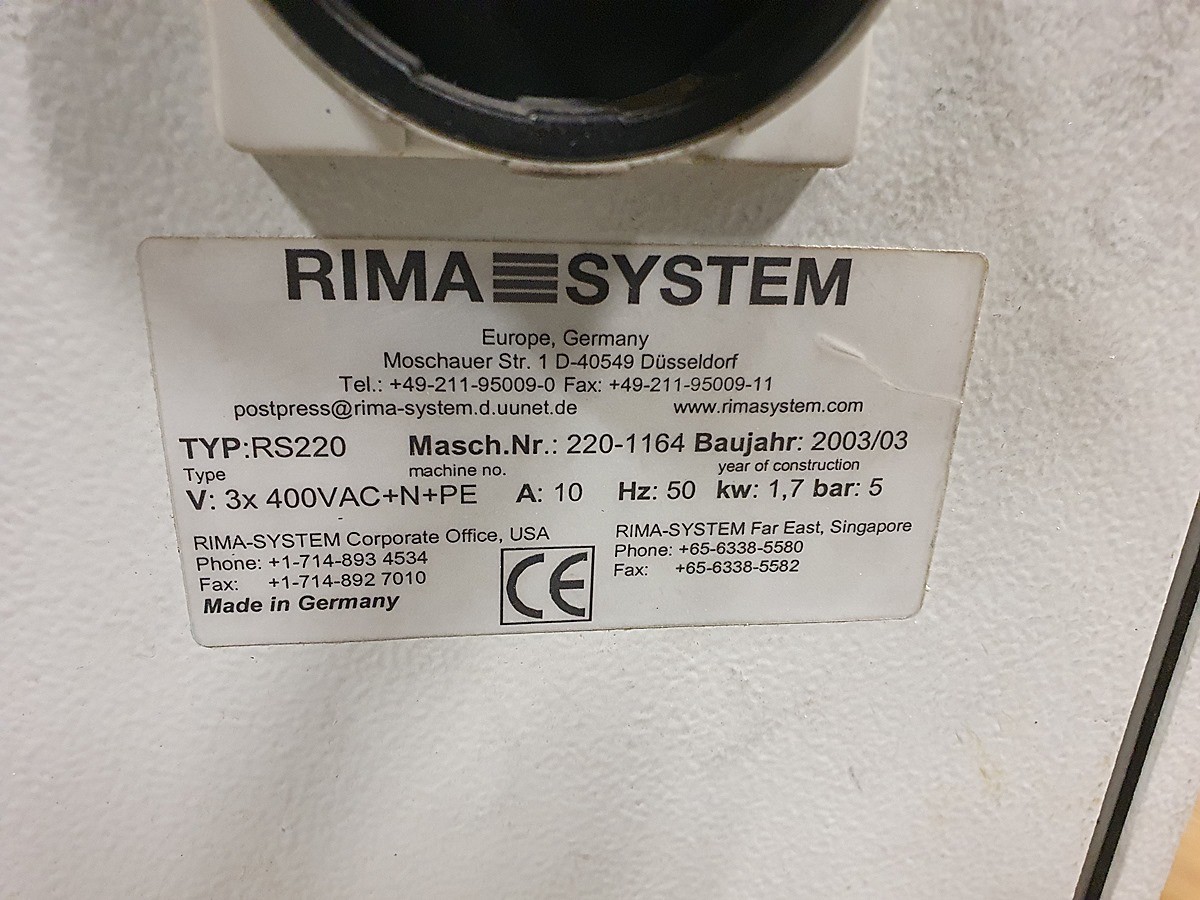 RIMA SYSTEM
Europe, Germany
Moschauer Str. 1 D-40549 Düsseldorf
Tel.: +49-211-95009-0 Fax: +49-211-95009-11
postpress@rima-system.d.uunet.de www.rimasystem.com
TYP:RS220 Masch.Nr.: 220-1164 Baujahr: 2003/03
Type machine no. year of construction
V: 3x 400VAC+N+PE A: 10 Hz: 50 kw: 1,7 bar: 5
RIMA-SYSTEM Corporate Office, USA
Phone: +1-714-893 4534
Fax: +1-714-892 7010
Made in Germany
CE
RIMA-SYSTEM Far East, Singapore
Phone: +65-6338-5580
Fax: +65-6338-5582